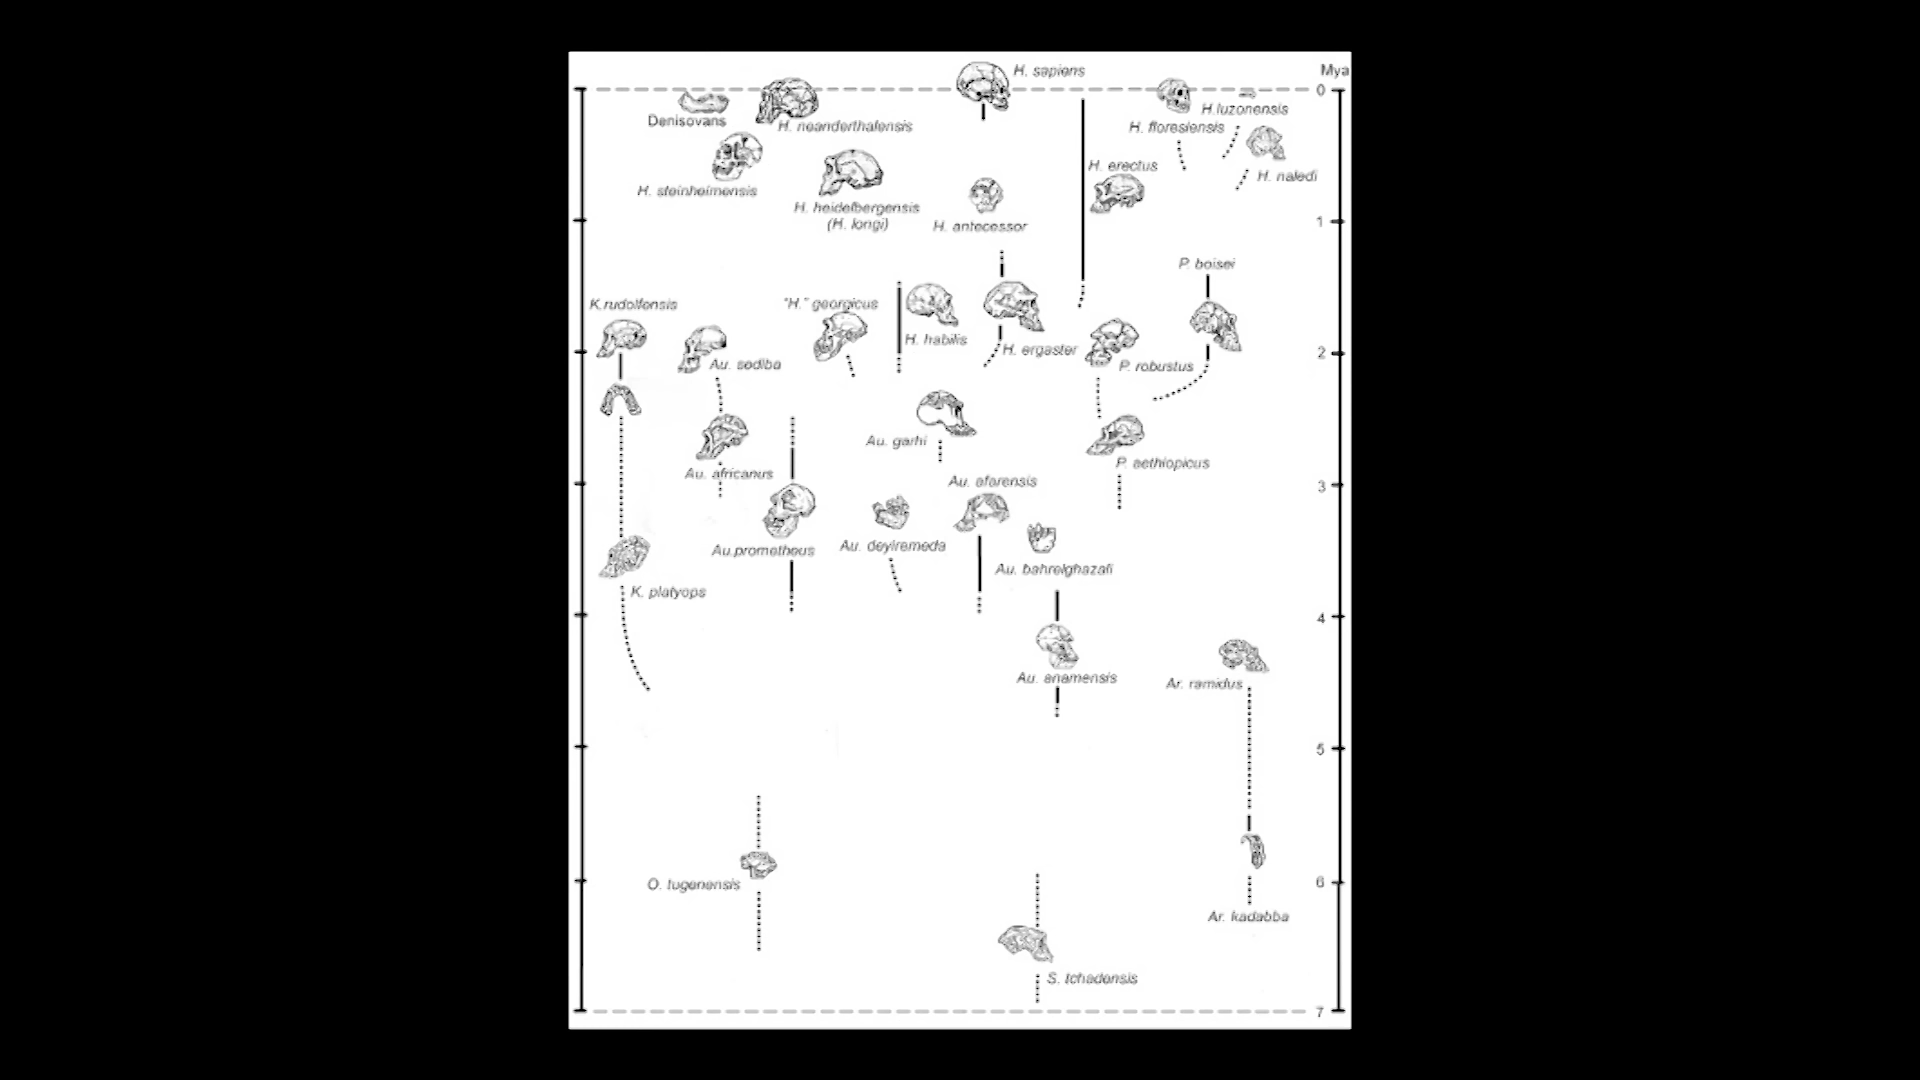 H. sapiens
Mya
0
Denisovans
H. neanderthalensis
H.luzonensis
H. floresiensis
H. steinheimensis
H. erectus
H. naledi
H. heidelbergensis
(H. longi)
H. antecessor
1
P. boisei
K.rudolfensis
"H." georgicus
H. habilis
H. ergaster
2
Au. sediba
P. robustus
Au. garhi
P. aethiopicus
Au. africanus
Au. afarensis
3
Au.prometheus
Au. deyiremeda
Au. bahrelghazali
K. platyops
4
Au. anamensis
Ar. ramidus
5
O. tugenensis
6
Ar. kadabba
S. tchadensis
7